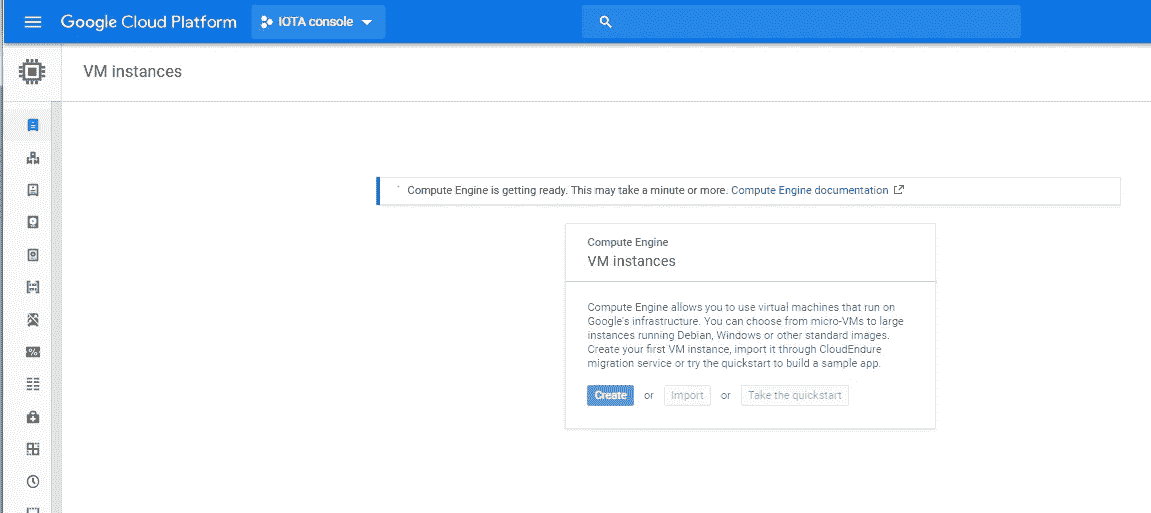 Google Cloud Platform
IOTA console
VM instances
Compute Engine is getting ready. This may take a minute or more. Compute Engine documentation
Compute Engine
VM instances
Compute Engine allows you to use virtual machines that run on
Google's infrastructure. You can choose from micro-VMs to large
instances running Debian, Windows or other standard images.
Create your first VM instance, import it through CloudEndure
migration service or try the quickstart to build a sample app.
Create or Import or Take the quickstart